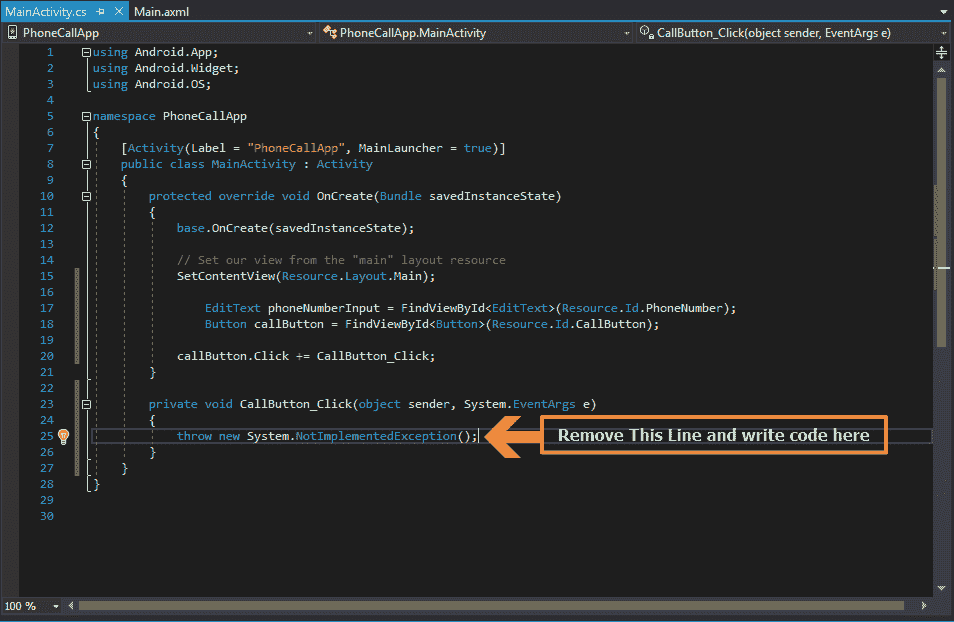 MainActivity.cs Main.axml
PhoneCallApp PhoneCallApp.MainActivity CallButton_Click(object sender, EventArgs e)
1 using Android.App;
2 using Android.Widget;
3 using Android.OS;
4
5 namespace PhoneCallApp
6 {
7 [Activity(Label = "PhoneCallApp", MainLauncher = true)]
8 public class MainActivity : Activity
9 {
10 protected override void OnCreate(Bundle savedInstanceState)
11 {
12 base.OnCreate(savedInstanceState);
13
14 // Set our view from the "main" layout resource
15 SetContentView(Resource.Layout.Main);
16
17 EditText phoneNumberInput = FindViewById<EditText>(Resource.Id.PhoneNumber);
18 Button callButton = FindViewById<Button>(Resource.Id.CallButton);
19
20 callButton.Click += CallButton_Click;
21 }
22
23 private void CallButton_Click(object sender, System.EventArgs e)
24 {
25 throw new System.NotImplementedException(); Remove This Line and write code here
26 }
27 }
28 }
29
30
100 %